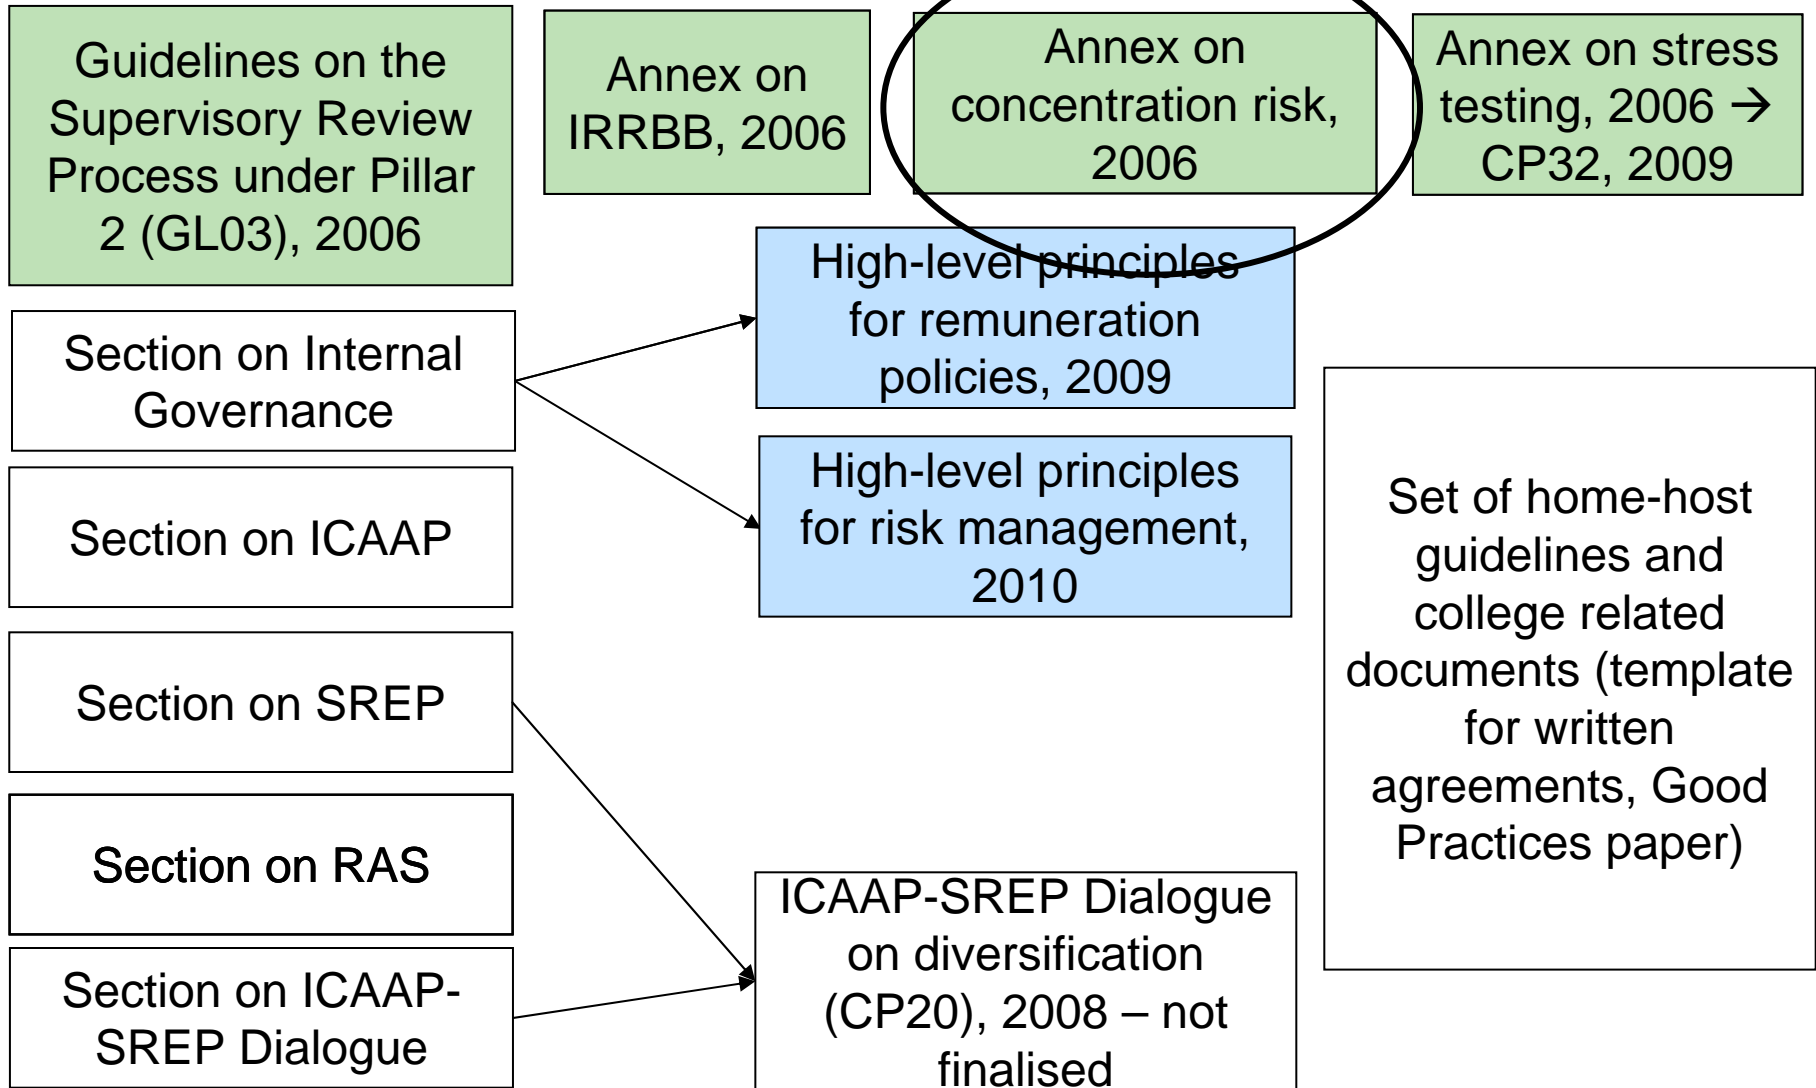 Guidelines on the
Supervisory Review
Process under Pillar
2 (GL03), 2006
Annex on
IRRBB, 2006
Annex on
concentration risk,
2006
Annex on stress
testing, 2006 →
CP32, 2009
Section on Internal
Governance
High-level principles
for remuneration
policies, 2009
Section on ICAAP
High-level principles
for risk management,
2010
Set of home-host
guidelines and
college related
documents (template
for written
agreements, Good
Practices paper)
Section on SREP
Section on RAS
Section on ICAAP-
SREP Dialogue
ICAAP-SREP Dialogue
on diversification
(CP20), 2008 – not
finalised